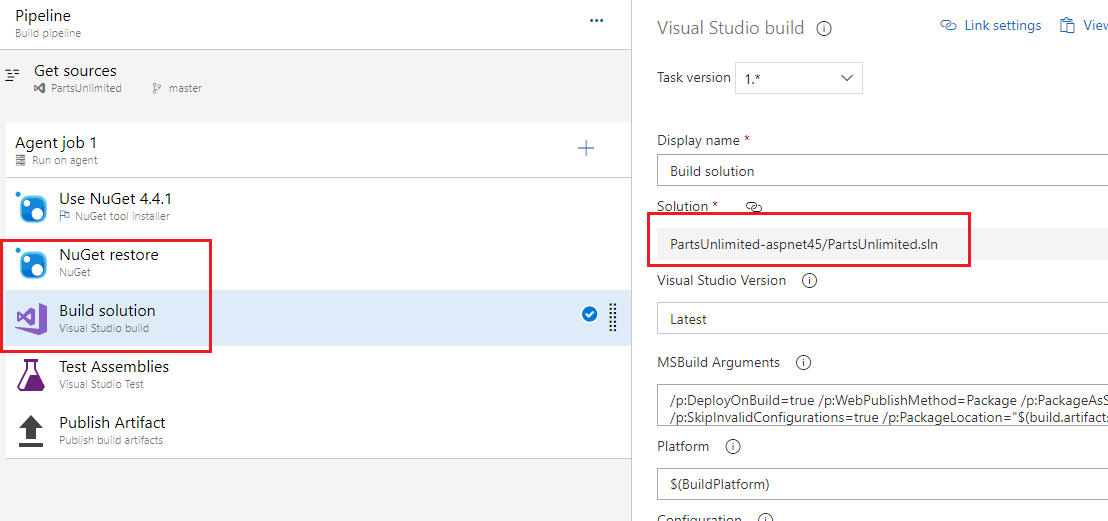 Pipeline
...
Build pipeline
Get sources
PartsUnlimited
master
Agent job 1
Run on agent
+
Use NuGet 4.4.1
NuGet tool installer
NuGet restore
NuGet
Build solution
Visual Studio build
Test Assemblies
Visual Studio Test
Publish Artifact
Publish build artifacts
Visual Studio build
Link settings
View
Task version
1.*
Display name *
Build solution
Solution *
PartsUnlimited-aspnet45/PartsUnlimited.sln
Visual Studio Version
Latest
MSBuild Arguments
/p:DeployOnBuild=true /p:WebPublishMethod=Package /p:PackageAsS
/p:SkipInvalidConfigurations=true /p:PackageLocation="$(build.artifacts
Platform
$(BuildPlatform)
Configuration